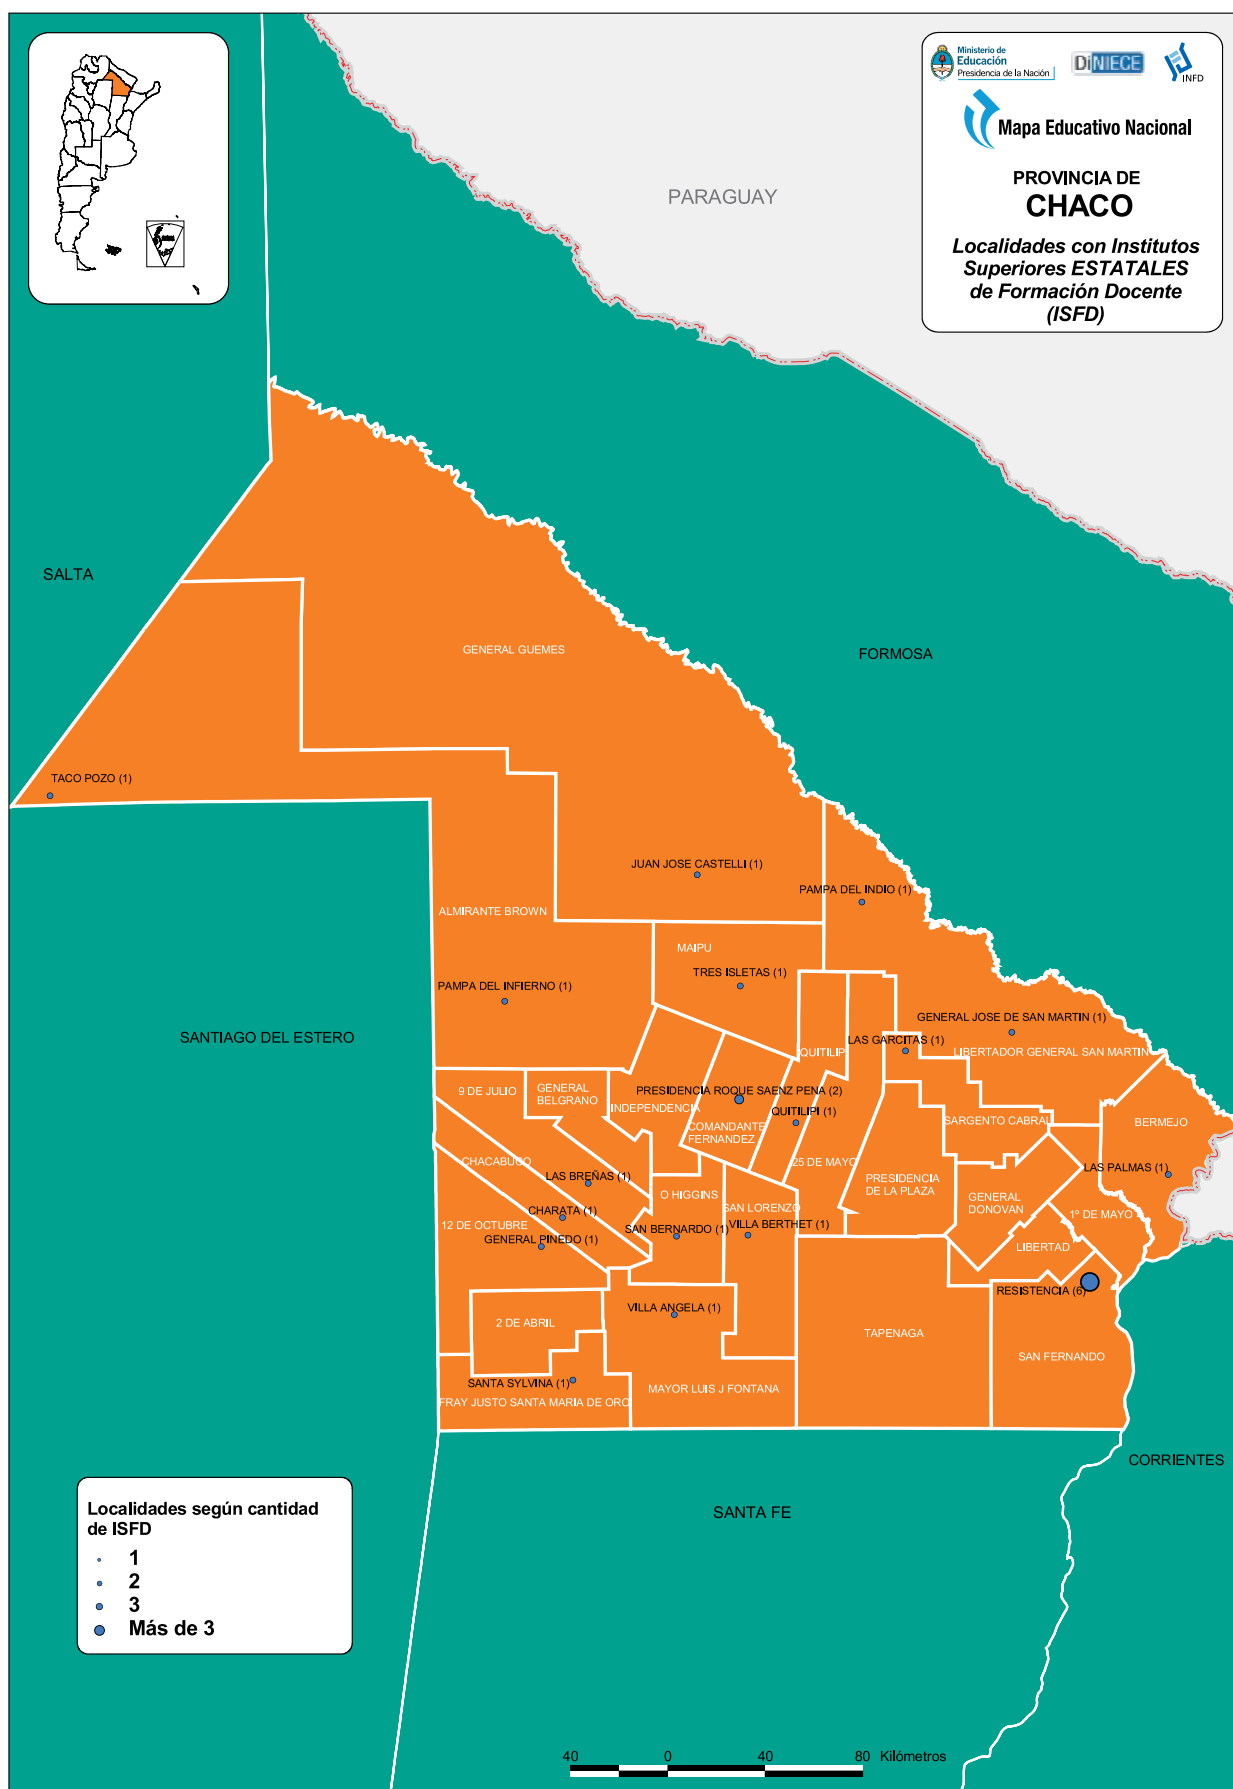 Ministerio de
Educación
Presidencia de la Nación
DiNIECE
INFD
Mapa Educativo Nacional
PROVINCIA DE
CHACO
Localidades con Institutos
Superiores ESTATALES
de Formación Docente
(ISFD)
PARAGUAY
SALTA
FORMOSA
GENERAL GUEMES
TACO POZO (1)
JUAN JOSE CASTELLI (1)
PAMPA DEL INDIO (1)
ALMIRANTE BROWN
MAIPU
TRES ISLETAS (1)
PAMPA DEL INFIERNO (1)
GENERAL JOSE DE SAN MARTIN (1)
SANTIAGO DEL ESTERO
LAS GARCITAS (1)
QUITILIP
LIBERTADOR GENERAL SAN MARTIN
9 DE JULIO
GENERAL
BELGRANO
PRESIDENCIA ROQUE SAENZ PENA (2)
INDEPENDENCIA
QUITILIPI (1)
COMANDANTE
FERNANDEZ
SARGENTO CABRAL
BERMEJO
CHACABUCO
25 DE MAYO
LAS BREÑAS (1)
LAS PALMAS (1)
PRESIDENCIA
DE LA PLAZA
O HIGGINS
GENERAL
DONOVAN
SAN LORENZO
CHARATA (1)
1º DE MAYO
12 DE OCTUBRE
SAN BERNARDO (1)
VILLA BERTHET (1)
GENERAL PINEDO (1)
LIBERTAD
RESISTENCIA (6)
VILLA ANGELA (1)
2 DE ABRIL
TAPENAGA
SAN FERNANDO
SANTA SYLVINA (1)
MAYOR LUIS J FONTANA
FRAY JUSTO SANTA MARIA DE ORO
CORRIENTES
SANTA FE
Localidades según cantidad
de ISFD
1
2
3
Más de 3
40 0 40 80 Kilómetros